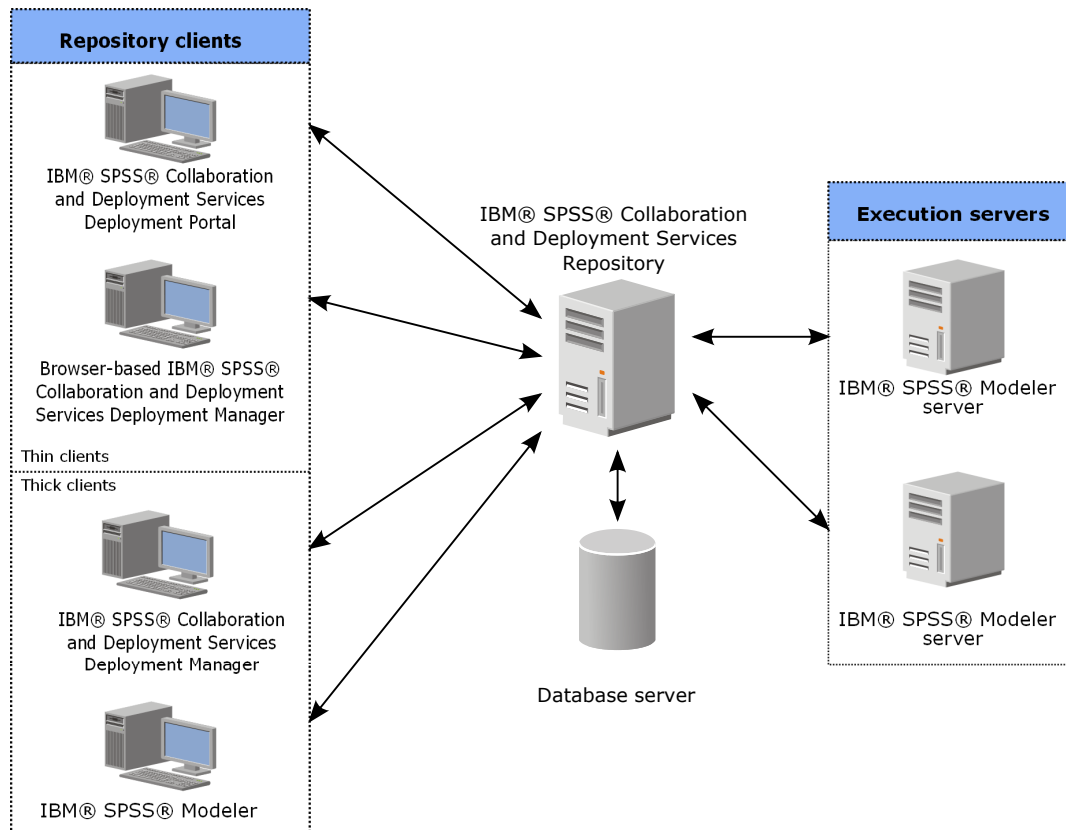 Repository clients
IBM® SPSS® Collaboration
and Deployment Services
Deployment Portal
Browser-based IBM® SPSS®
Collaboration and Deployment
Services Deployment Manager
Thin clients
Thick clients
IBM® SPSS® Collaboration
and Deployment Services
Deployment Manager
IBM® SPSS® Modeler
IBM® SPSS® Collaboration
and Deployment Services
Repository
Database server
Execution servers
IBM® SPSS® Modeler
server
IBM® SPSS® Modeler
server